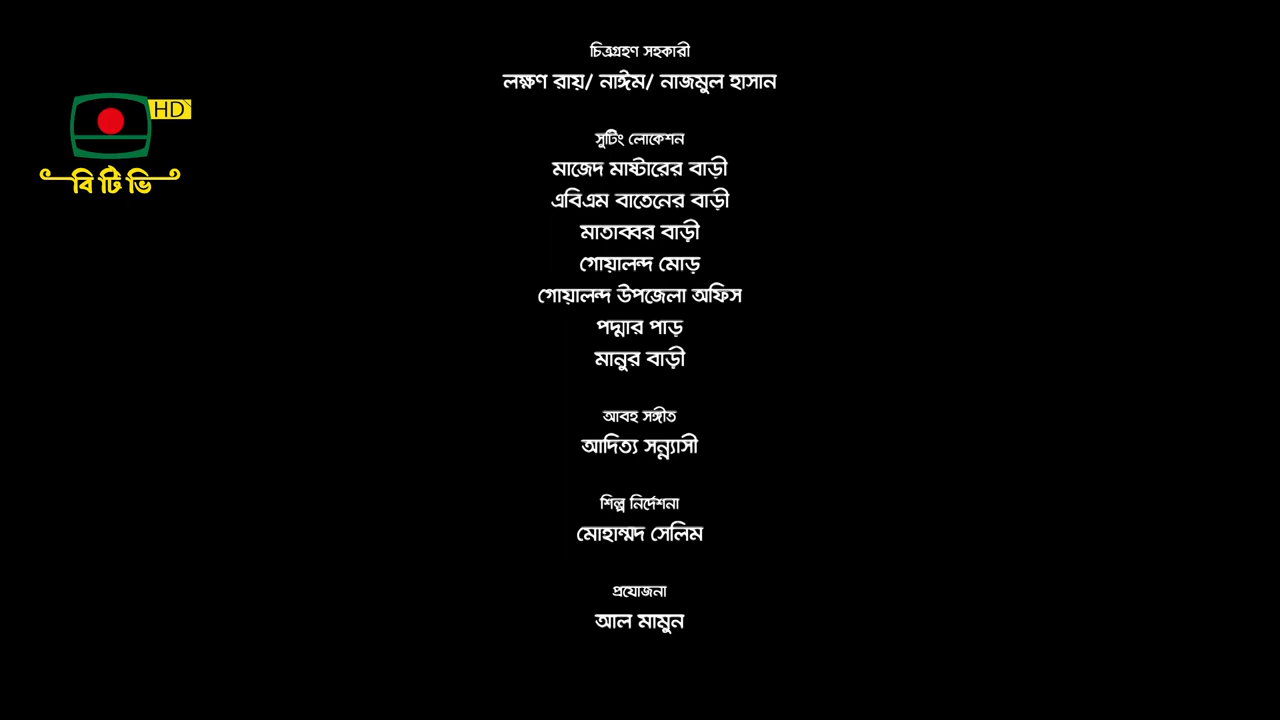 চিত্রগ্রহণ সহকারী
লক্ষণ রায়/ নাঈম/ নাজমুল হাসান
HD
বি টি ভি
সুটিং লোকেশন
মাজেদ মাষ্টারের বাড়ী
এবিএম বাতেনের বাড়ী
মাতাব্বর বাড়ী
গোয়ালন্দ মোড়
গোয়ালন্দ উপজেলা অফিস
পদ্মার পাড়
মানুর বাড়ী
আবহ সঙ্গীত
আদিত্য সন্ন্যাসী
শিল্প নির্দেশনা
মোহাম্মদ সেলিম
প্রযোজনা
আল মামুন